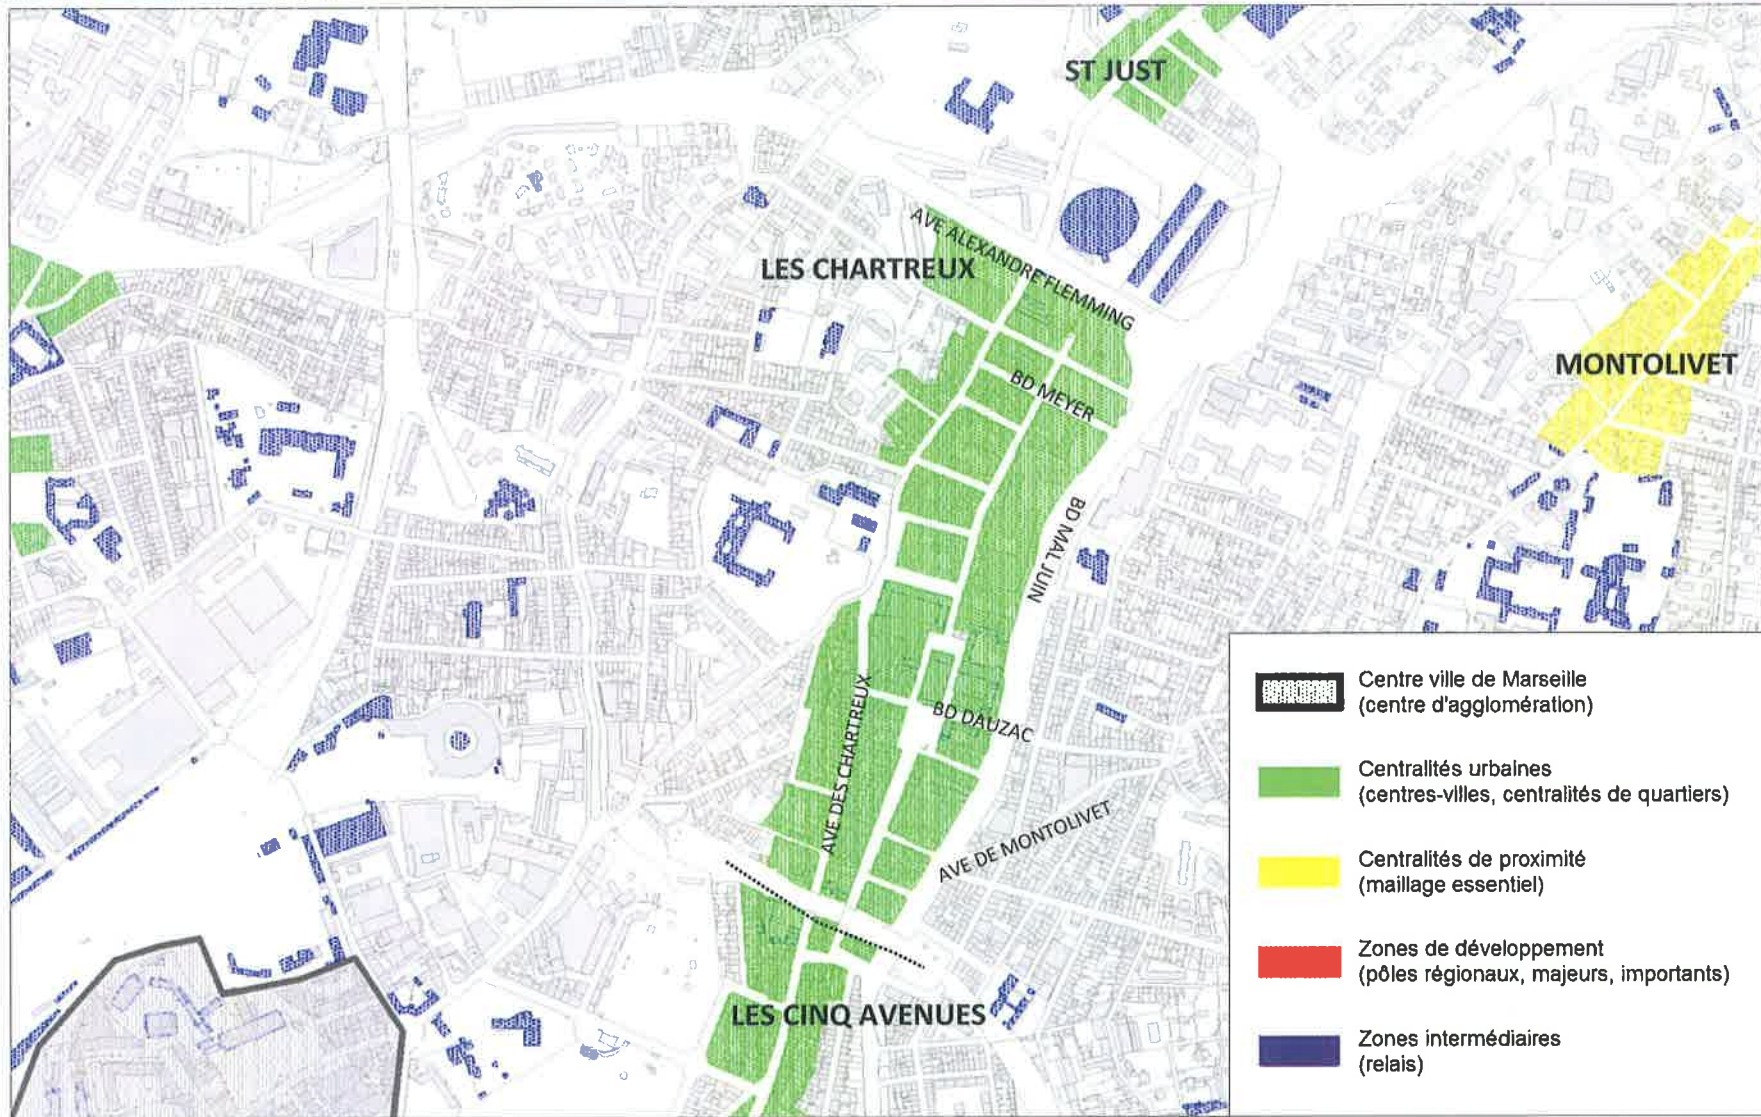 ST JUST
AVE ALEXANDRE FLEMMING
LES CHARTREUX
MONTOLIVET
BD MEYER
BD MAL JUIN
BD DAUZAC
AVE DES CHARTREUX
AVE DE MONTOLIVET
LES CINQ AVENUES
Centre ville de Marseille
(centre d'agglomération)
Centralités urbaines
(centres-villes, centralités de quartiers)
Centralités de proximité
(maillage essentiel)
Zones de développement
(pôles régionaux, majeurs, importants)
Zones intermédiaires
(relais)